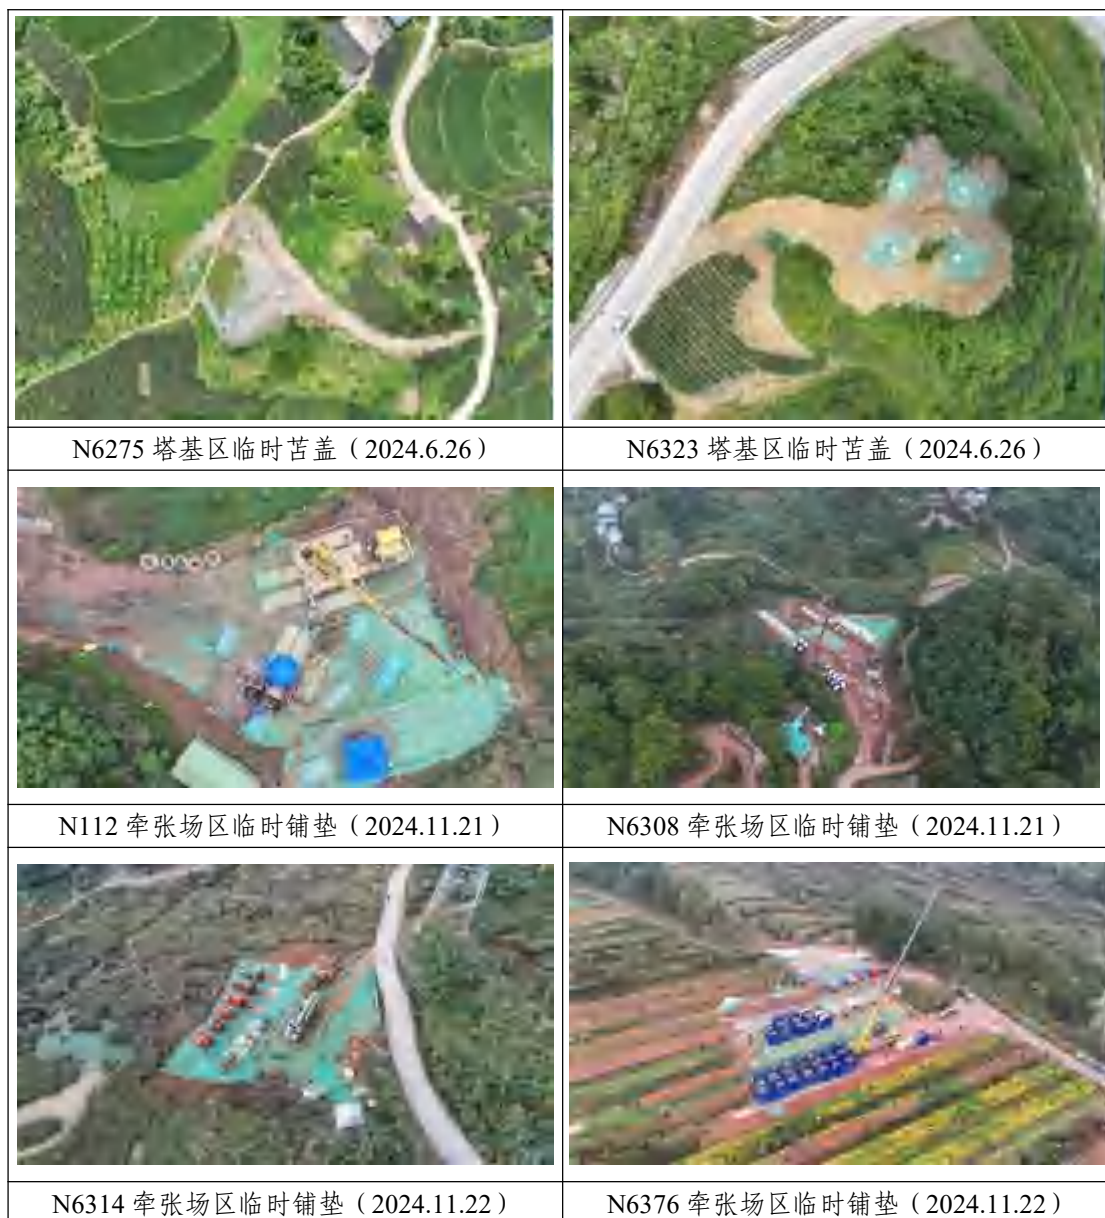 N6275 塔基区临时苫盖（2024.6.26）
N6323 塔基区临时苫盖（2024.6.26）
N112 牵张场区临时铺垫（2024.11.21）
N6308 牵张场区临时铺垫（2024.11.21）
N6314 牵张场区临时铺垫（2024.11.22）
N6376 牵张场区临时铺垫（2024.11.22）